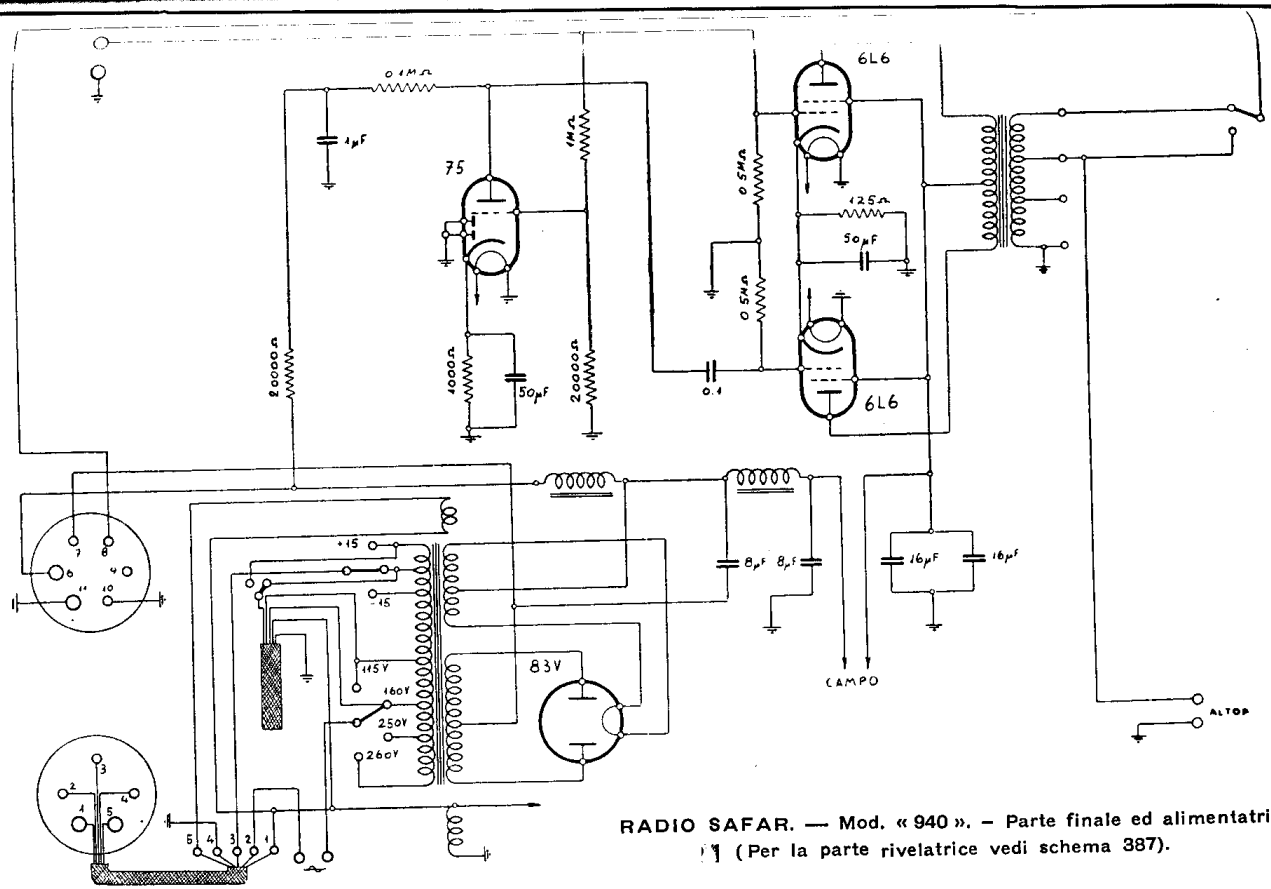 6L6
0.1MΩ
1µF
1MΩ
75
0.5MΩ
125Ω
50µF
0.5MΩ
20000Ω
1000Ω
50µF
20000Ω
0.1
6L6
7
8
6
9
11
10
+15
-15
8µF
8µF
16µF
16µF
115V
160V
250V
260V
83V
CAMPO
ALTOP
3
2
4
1
5
5
4
3
2
1
RADIO SAFAR. — Mod. « 940 ». – Parte finale ed alimentatri
(Per la parte rivelatrice vedi schema 387).